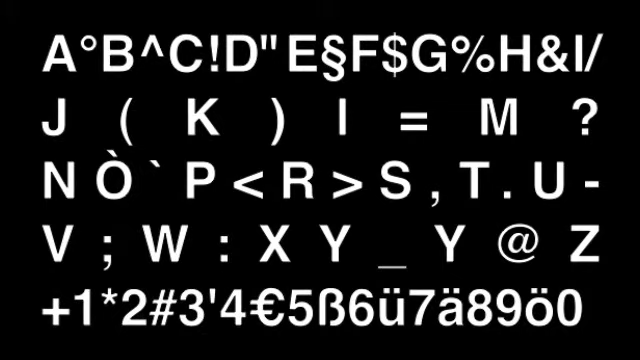 A°B^C!D"E§F$G%H&I/
J ( K ) I = M ?
N Ò ` P < R > S , T . U -
V ; W : X Y _ Y @ Z
+1*2#3'4€5ß6ü7ä89ö0